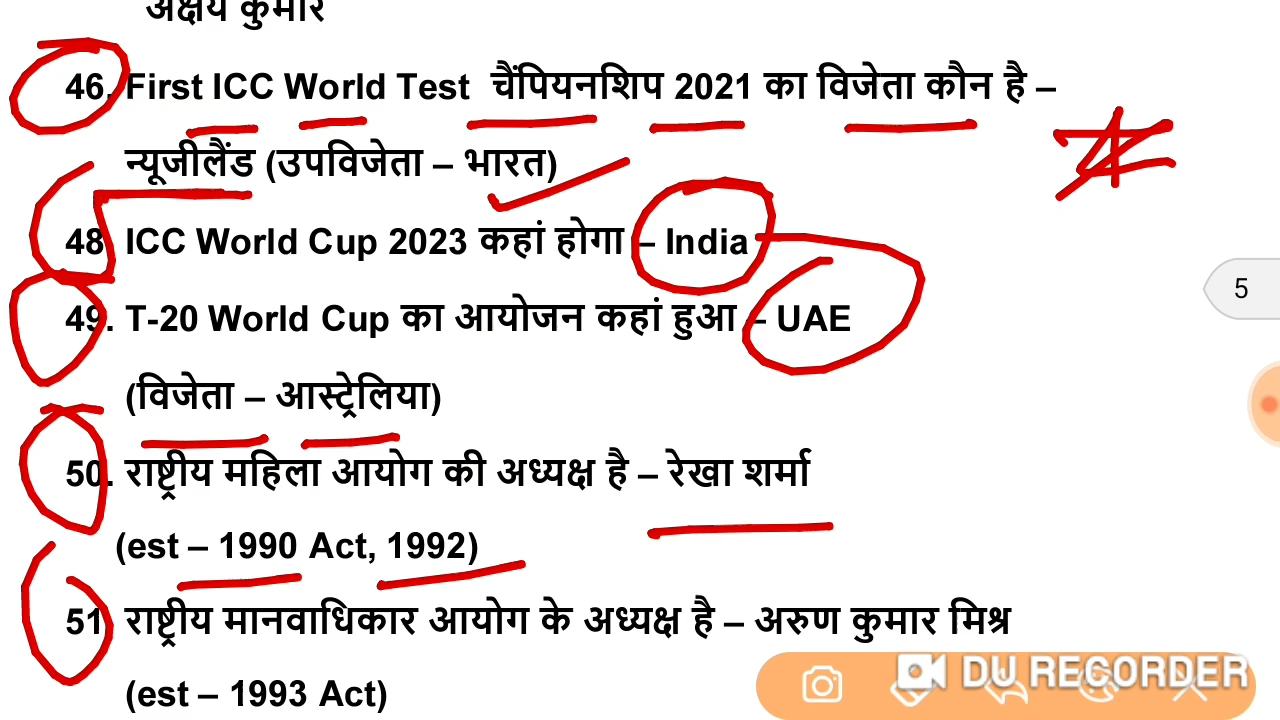 अक्षय कुमार
46. First ICC World Test चैंपियनशिप 2021 का विजेता कौन है –
न्यूजीलैंड (उपविजेता – भारत)
48. ICC World Cup 2023 कहां होगा – India
49. T-20 World Cup का आयोजन कहां हुआ – UAE
(विजेता – आस्ट्रेलिया)
50. राष्ट्रीय महिला आयोग की अध्यक्ष है – रेखा शर्मा
(est – 1990 Act, 1992)
51. राष्ट्रीय मानवाधिकार आयोग के अध्यक्ष है – अरुण कुमार मिश्र
(est – 1993 Act)
5
DU RECORDER